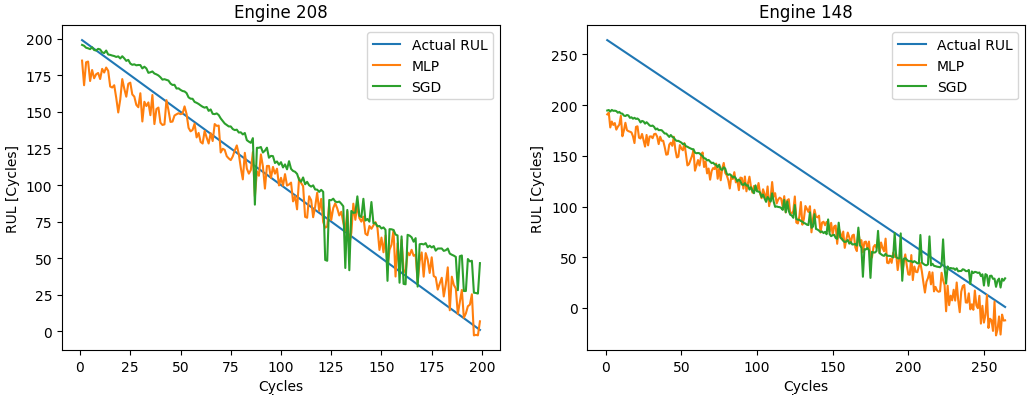 Engine 208
RUL [Cycles]
200
175
150
125
100
75
50
25
0
Actual RUL
MLP
SGD
0 25 50 75 100 125 150 175 200
Cycles
Engine 148
RUL [Cycles]
250
200
150
100
50
0
Actual RUL
MLP
SGD
0 50 100 150 200 250
Cycles